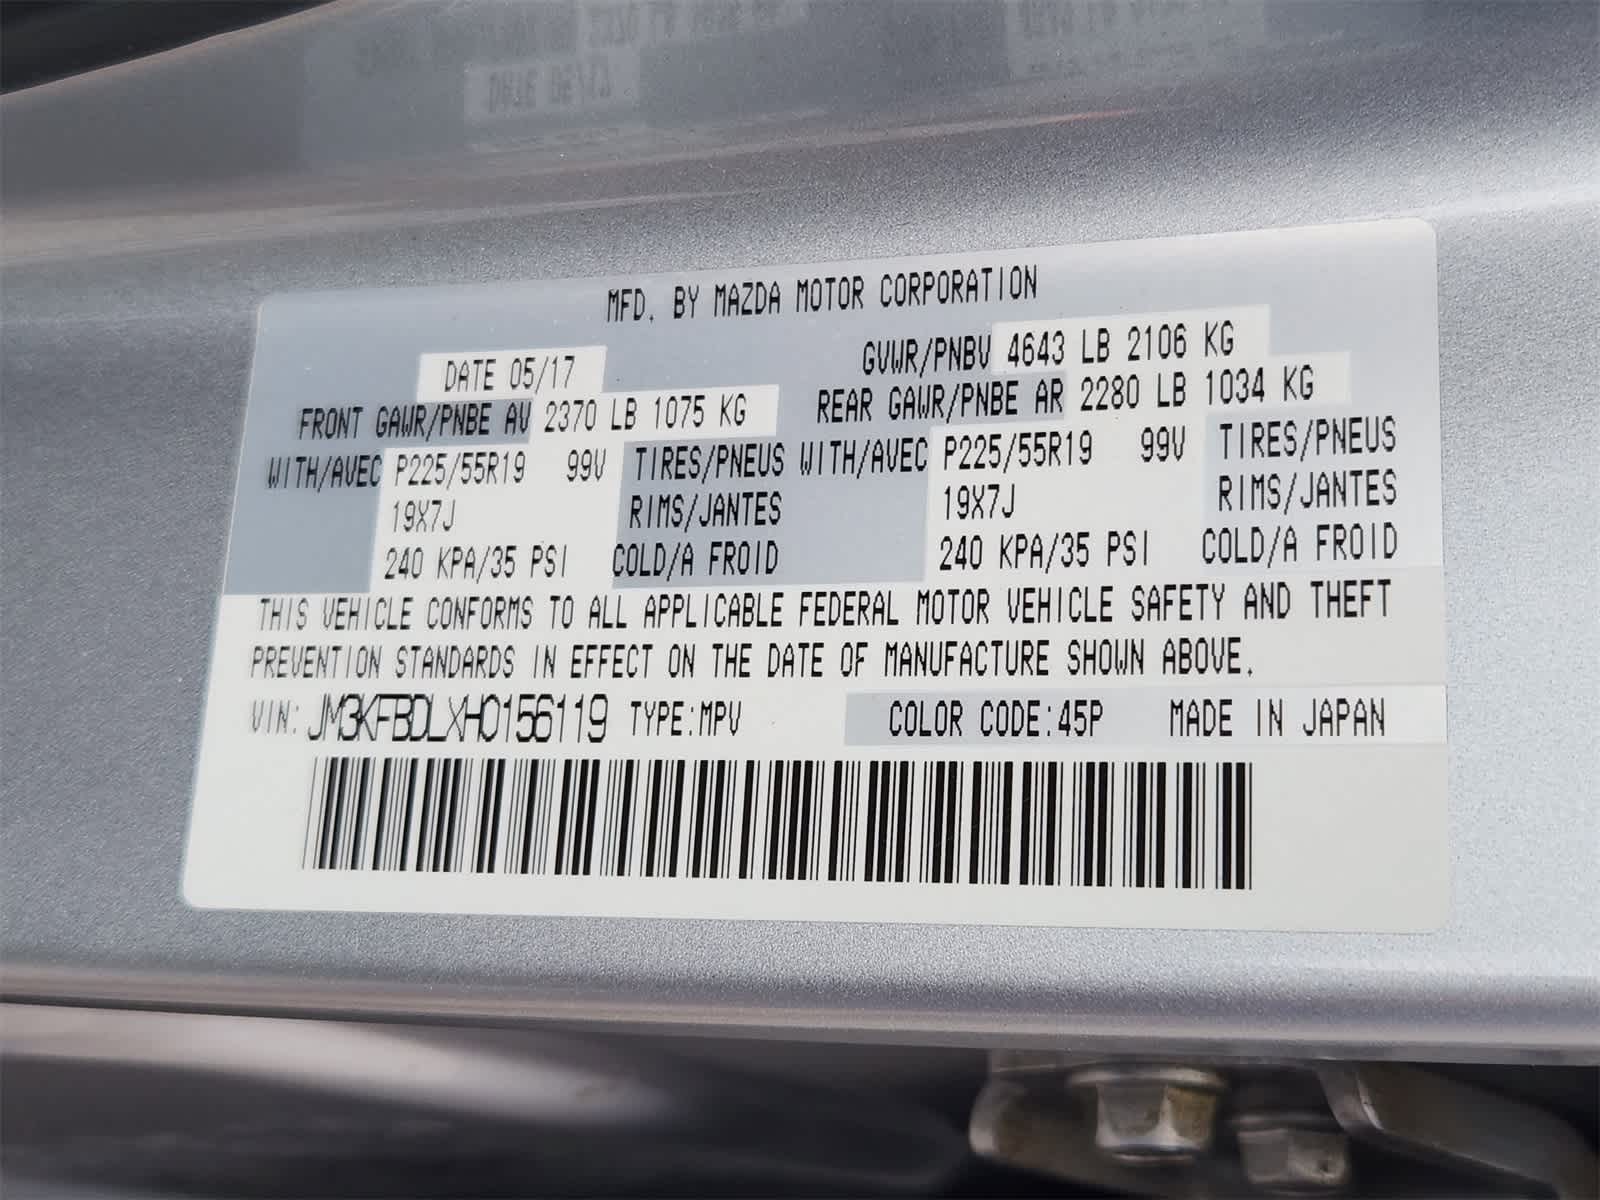 MFD. BY MAZDA MOTOR CORPORATION
DATE 05/17 GVWR/PNBV 4643 LB 2106 KG
FRONT GAWR/PNBE AV 2370 LB 1075 KG REAR GAWR/PNBE AR 2280 LB 1034 KG
WITH/AVEC P225/55R19 99V TIRES/PNEUS WITH/AVEC P225/55R19 99V TIRES/PNEUS
19X7J RIMS/JANTES 19X7J RIMS/JANTES
240 KPA/35 PSI COLD/A FROID 240 KPA/35 PSI COLD/A FROID
THIS VEHICLE CONFORMS TO ALL APPLICABLE FEDERAL MOTOR VEHICLE SAFETY AND THEFT
PREVENTION STANDARDS IN EFFECT ON THE DATE OF MANUFACTURE SHOWN ABOVE.
VIN: JM3KFBDLXH0156119 TYPE:MPV COLOR CODE:45P MADE IN JAPAN